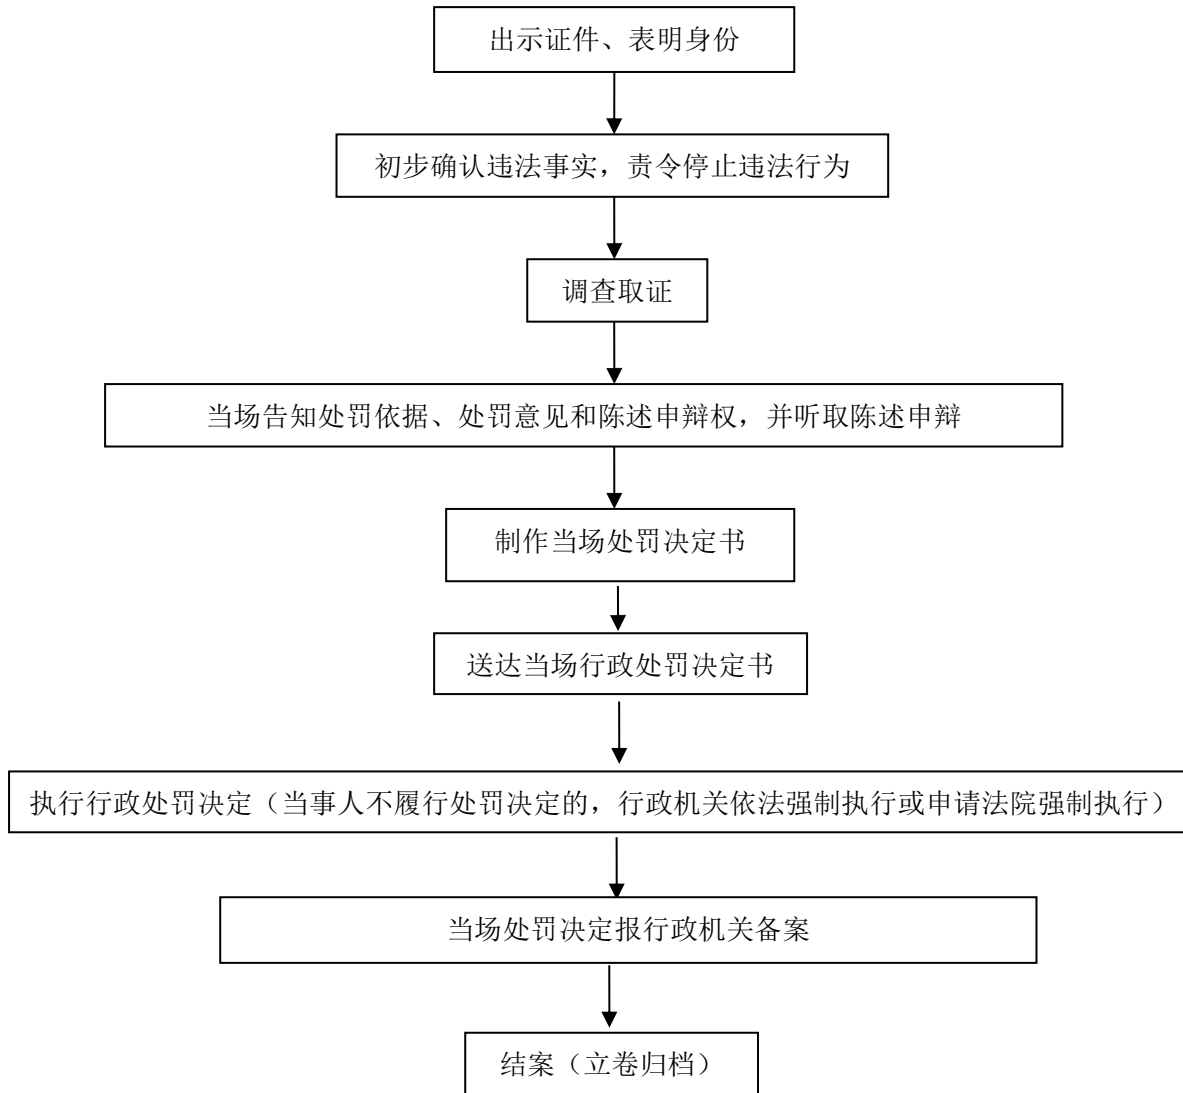 出示证件、表明身份
初步确认违法事实，责令停止违法行为
调查取证
当场告知处罚依据、处罚意见和陈述申辩权，并听取陈述申辩
制作当场处罚决定书
送达当场行政处罚决定书
执行行政处罚决定（当事人不履行处罚决定的，行政机关依法强制执行或申请法院强制执行）
当场处罚决定报行政机关备案
结案（立卷归档）